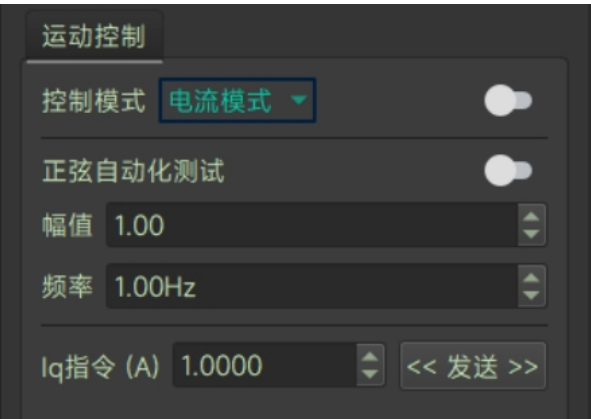 运动控制
控制模式 电流模式
正弦自动化测试
幅值 1.00
频率 1.00Hz
Iq指令 (A) 1.0000 << 发送 >>